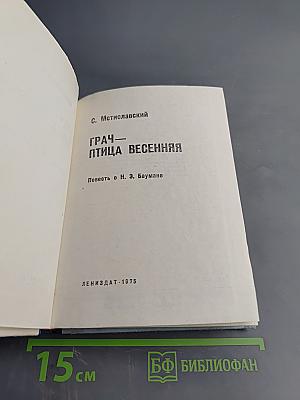 С. Мстиславский
ГРАЧ—
ПТИЦА ВЕСЕННЯЯ
Повесть о Н. Э. Баумане
ЛЕНИЗДАТ·1975
15 см
БФ БИБЛИОФАН